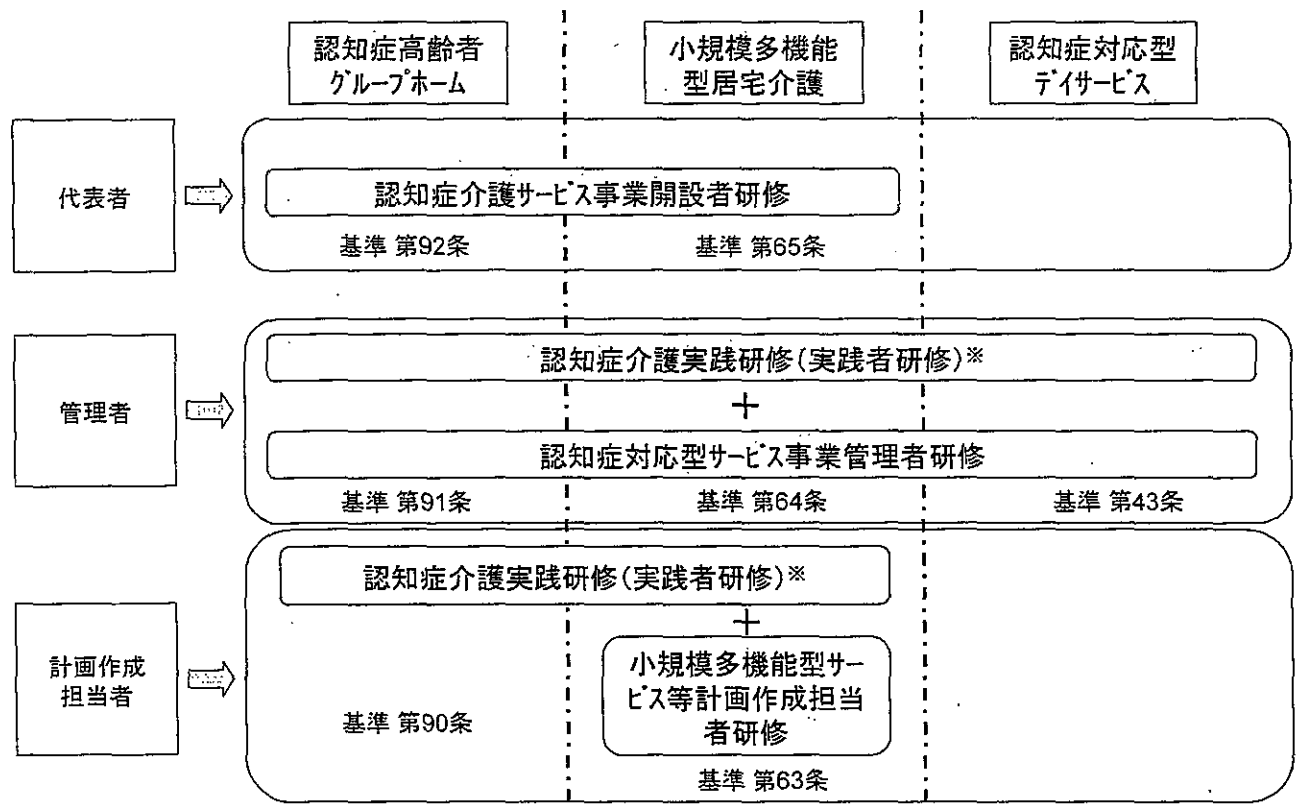 認知症高齢者
グループホーム
小規模多機能
型居宅介護
認知症対応型
デイサービス
代表者
認知症介護サービス事業開設者研修
基準 第92条
基準 第65条
管理者
認知症介護実践研修(実践者研修)※
+
認知症対応型サービス事業管理者研修
基準 第91条
基準 第64条
基準 第43条
計画作成
担当者
認知症介護実践研修(実践者研修)※
+
小規模多機能型サー
ビス等計画作成担当
者研修
基準 第90条
基準 第63条